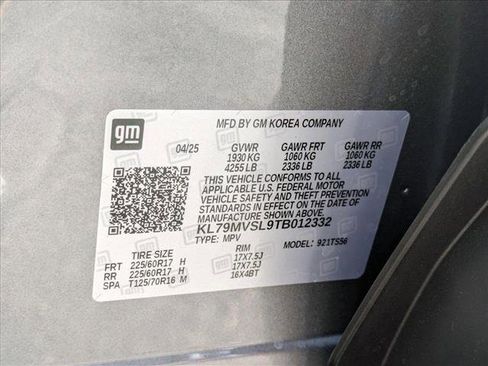 MFD BY GM KOREA COMPANY
gm
04/25 GVWR GAWR FRT GAWR RR
1930 KG 1060 KG 1060 KG
4255 LB 2336 LB 2336 LB
THIS VEHICLE CONFORMS TO ALL
APPLICABLE U.S. FEDERAL MOTOR
VEHICLE SAFETY AND THEFT PREVENTION
STANDARDS IN EFFECT ON THE DATE OF
MANUFACTURE SHOWN ABOVE.
KL79MVSL9TB012332
TYPE: MPV MODEL: 921TS56
TIRE SIZE RIM
FRT 225/60R17 H 17X7.5J
RR 225/60R17 H 17X7.5J
SPA T125/70R16 M 16X4BT